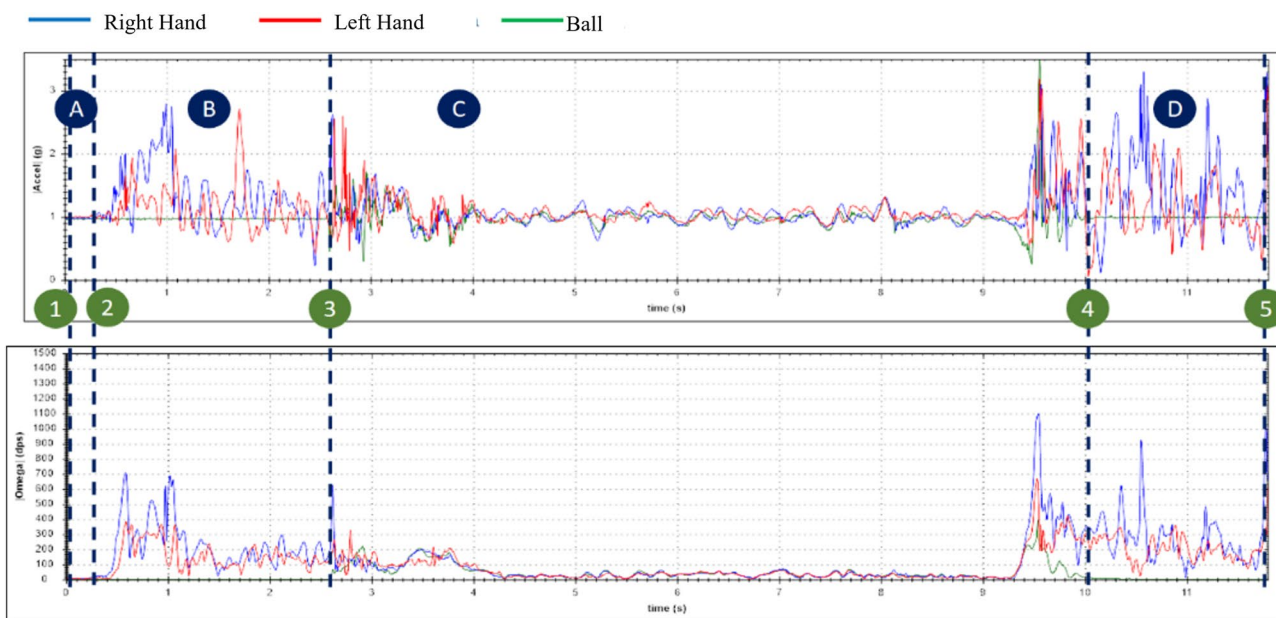 Right Hand Left Hand Ball
A B C D
|Accel| (g)
3
2
1
0
1 2 3 4 5 6 7 8 9 10 11
time (s)
1 2 3 4 5
|Omega| (dps)
1500
1400
1300
1200
1100
1000
900
800
700
600
500
400
300
200
100
0
0 1 2 3 4 5 6 7 8 9 10 11
time (s)